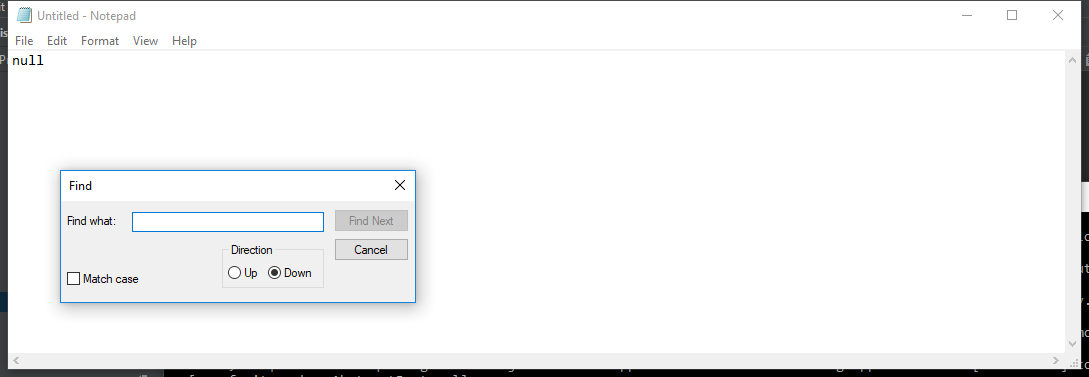 Untitled - Notepad
File Edit Format View Help
null
Find
Find what:
Find Next
Cancel
Direction
Up Down
Match case